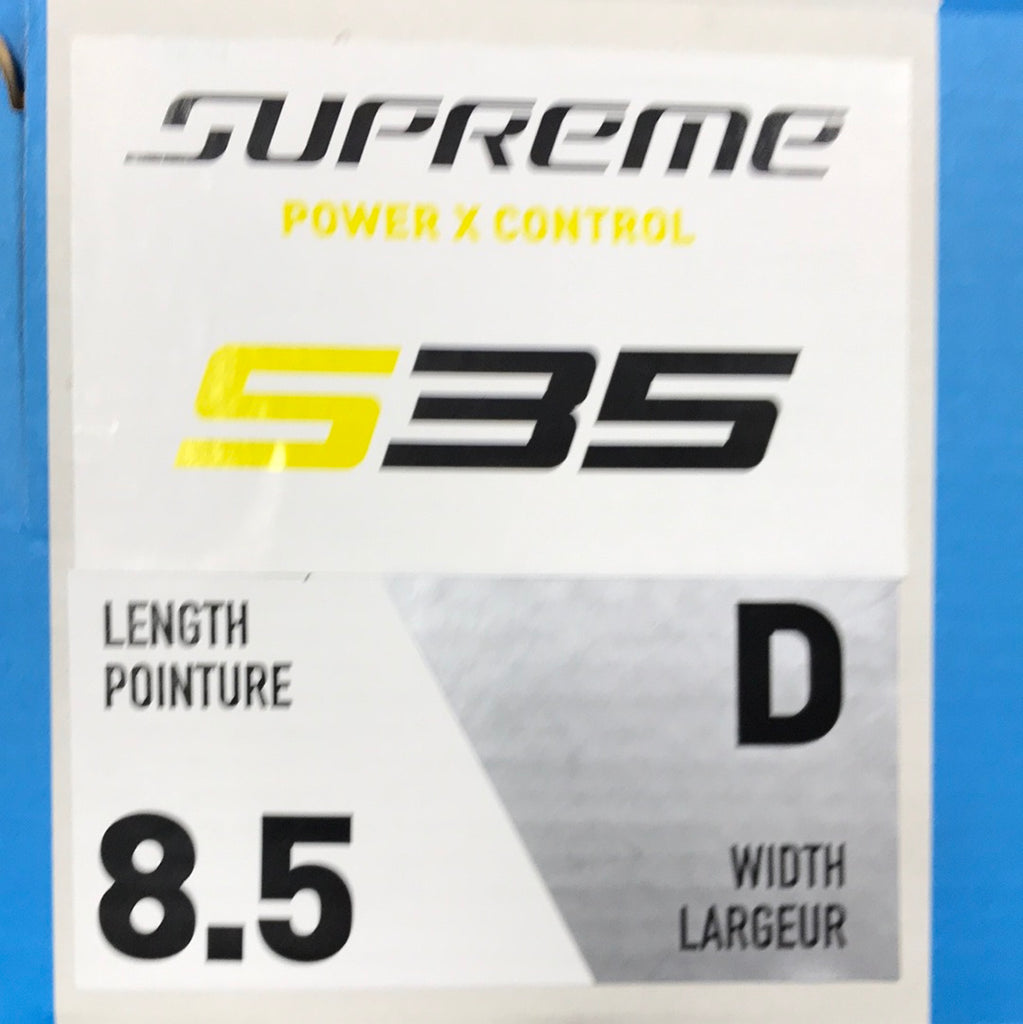 SUPREME
POWER X CONTROL
S35
LENGTH
POINTURE
D
8.5
WIDTH
LARGEUR